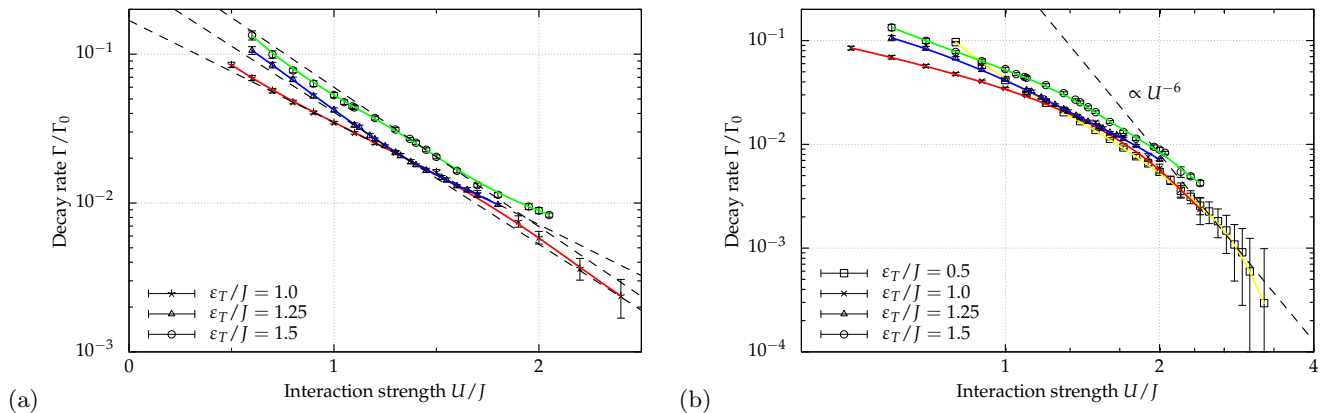 Decay rate Γ/Γ₀
10⁻¹
10⁻²
10⁻³
0
1
2
Interaction strength U/J
ε_T/J = 1.0
ε_T/J = 1.25
ε_T/J = 1.5
(a)
Decay rate Γ/Γ₀
10⁻¹
10⁻²
10⁻³
10⁻⁴
1
2
4
Interaction strength U/J
∝ U⁻⁶
ε_T/J = 0.5
ε_T/J = 1.0
ε_T/J = 1.25
ε_T/J = 1.5
(b)